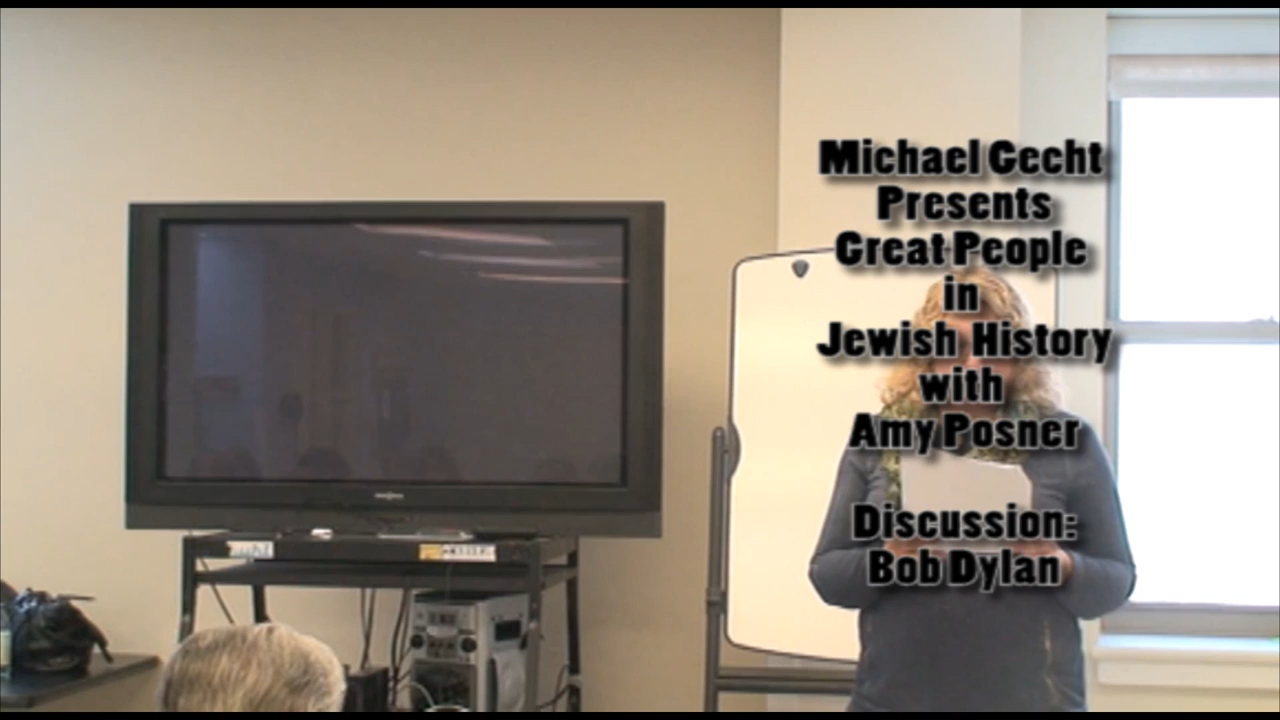 Michael Gecht
Presents
Great People
in
Jewish History
with
Amy Posner
Discussion:
Bob Dylan